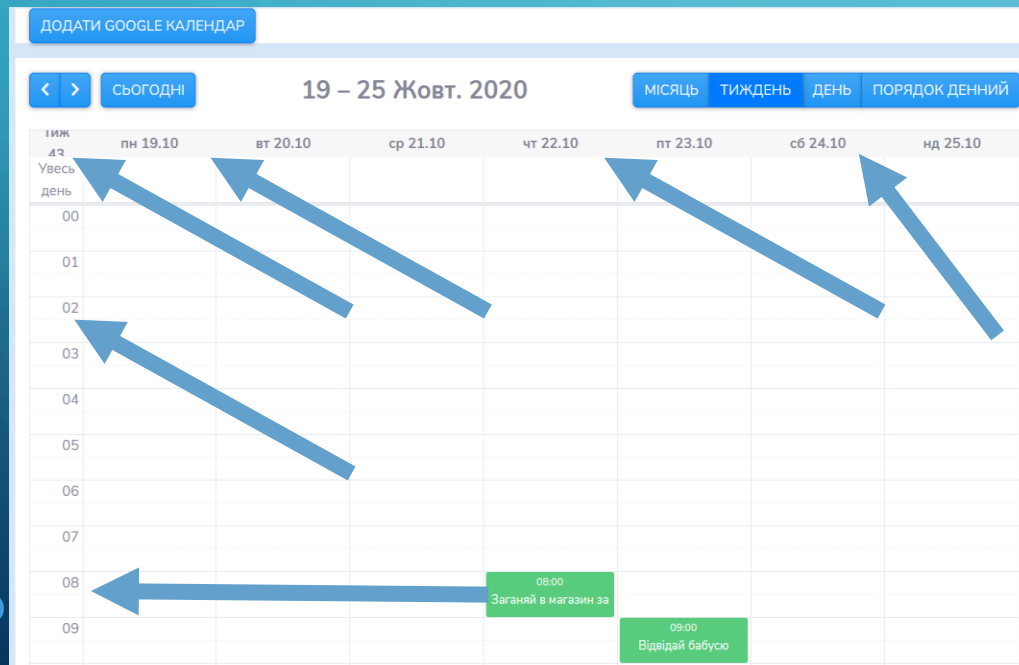 ДОДАТИ GOOGLE КАЛЕНДАР
СЬОГОДНІ
19 – 25 Жовт. 2020
МІСЯЦЬ ТИЖДЕНЬ ДЕНЬ ПОРЯДОК ДЕННИЙ
тиж
43
пн 19.10 вт 20.10 ср 21.10 чт 22.10 пт 23.10 сб 24.10 нд 25.10
Увесь
день
00
01
02
03
04
05
06
07
08
08:00
Заганяй в магазин за
09
09:00
Відвідай бабусю